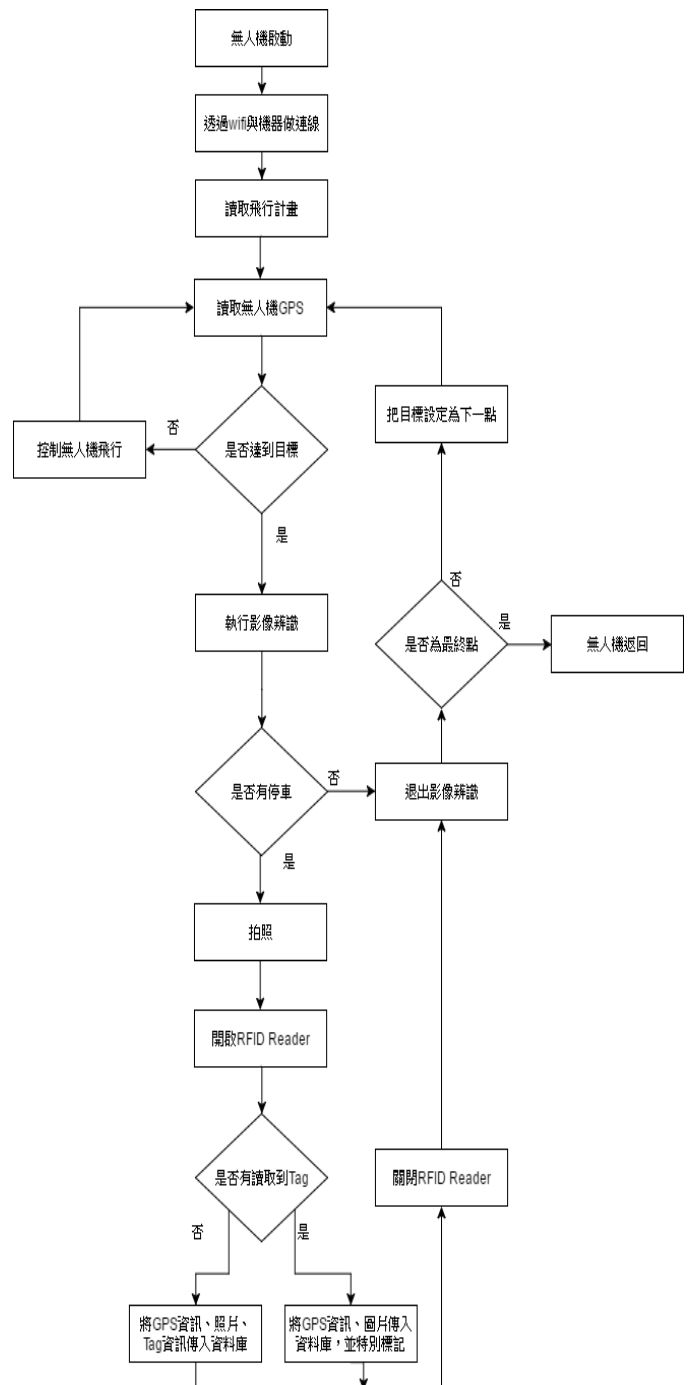 無人機啟動
透過wifi與機器做連線
讀取飛行計畫
讀取無人機GPS
把目標設定為下一點
控制無人機飛行
否
是否達到目標
是
執行影像辨識
否
是否為最終點
是
無人機返回
是否有停車
否
退出影像辨識
是
拍照
開啟RFID Reader
是否有讀取到Tag
關閉RFID Reader
否
是
將GPS資訊、照片、
Tag資訊傳入資料庫
將GPS資訊、圖片傳入
資料庫，並特別標記